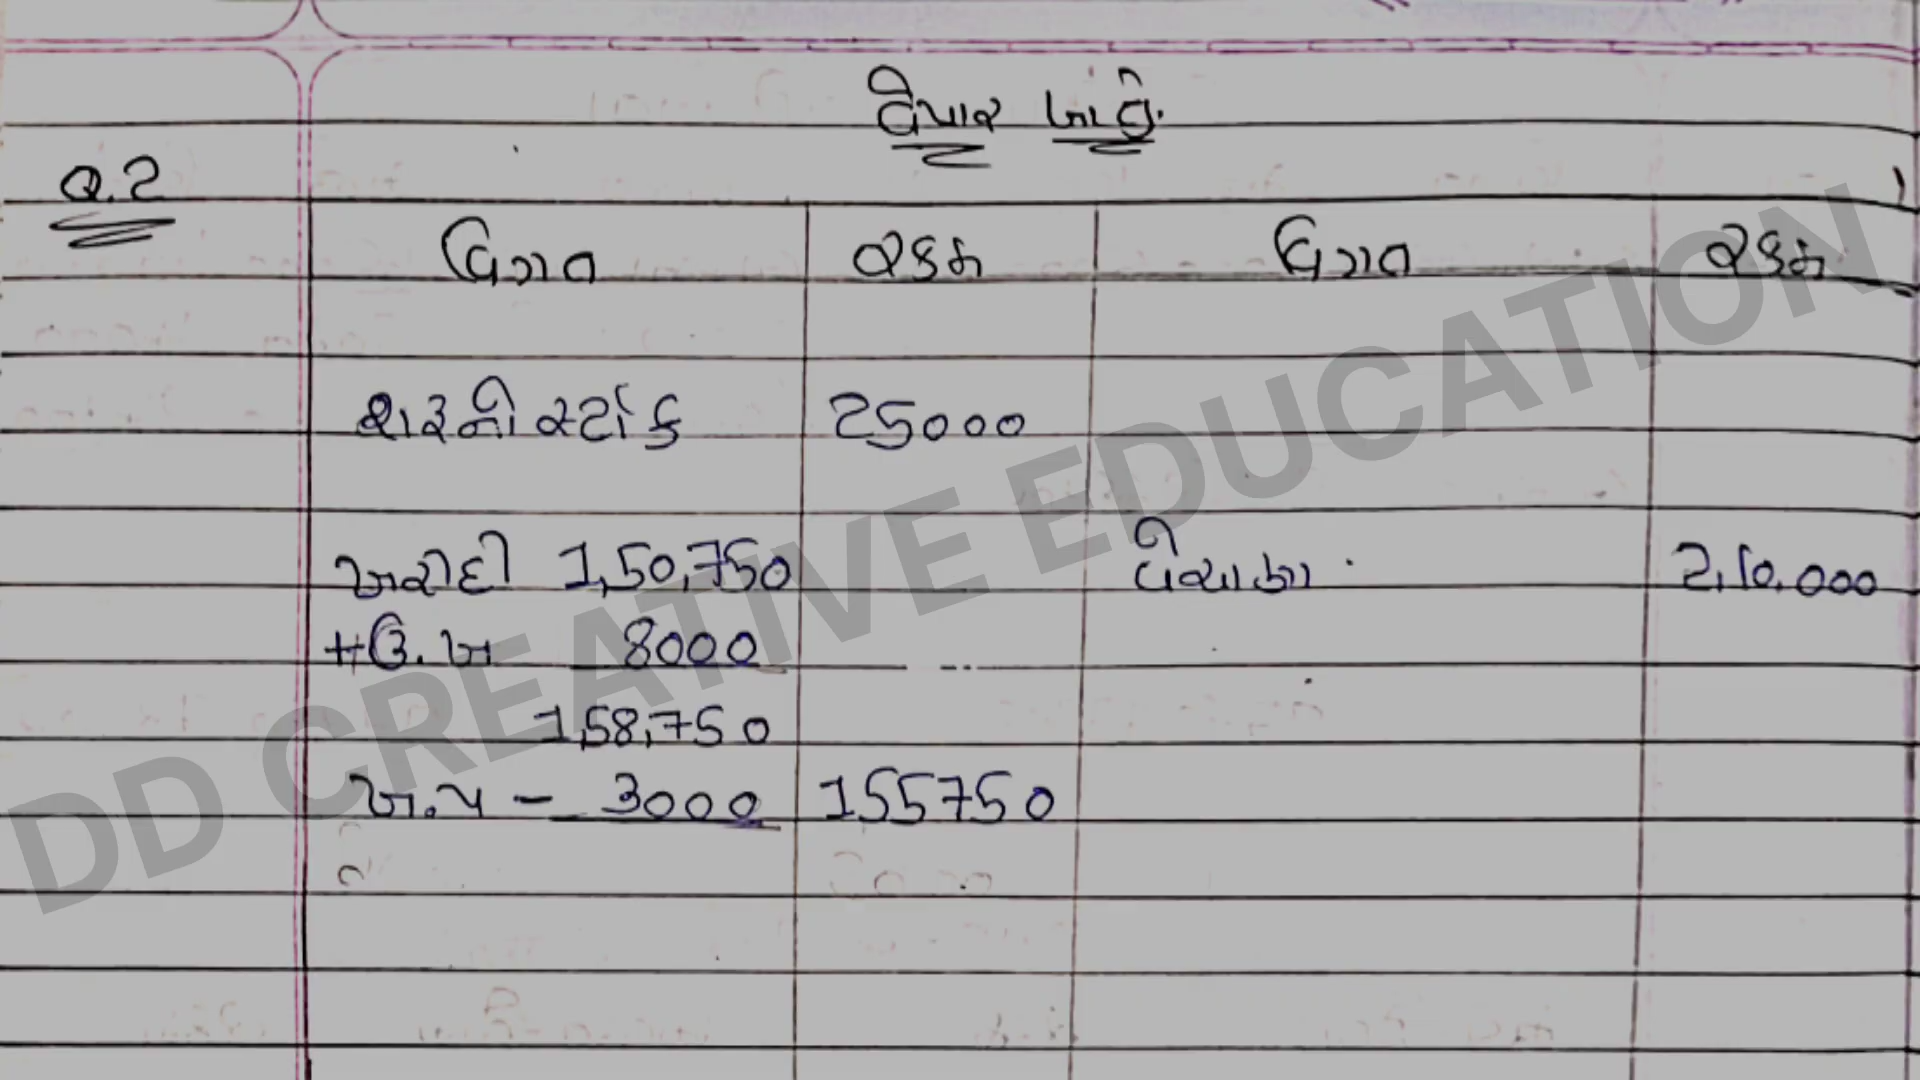 વેપાર ખાતું.
Q.2
વિગત રકમ વિગત રકમ
શરૂનો સ્ટૉક 25000
ખરીદી 1,50,750 વેચાણ 2,10,000
+ઉ. ખ 8000
1,58,750
ખ.પ - 3000 155750
DD CREATIVE EDUCATION